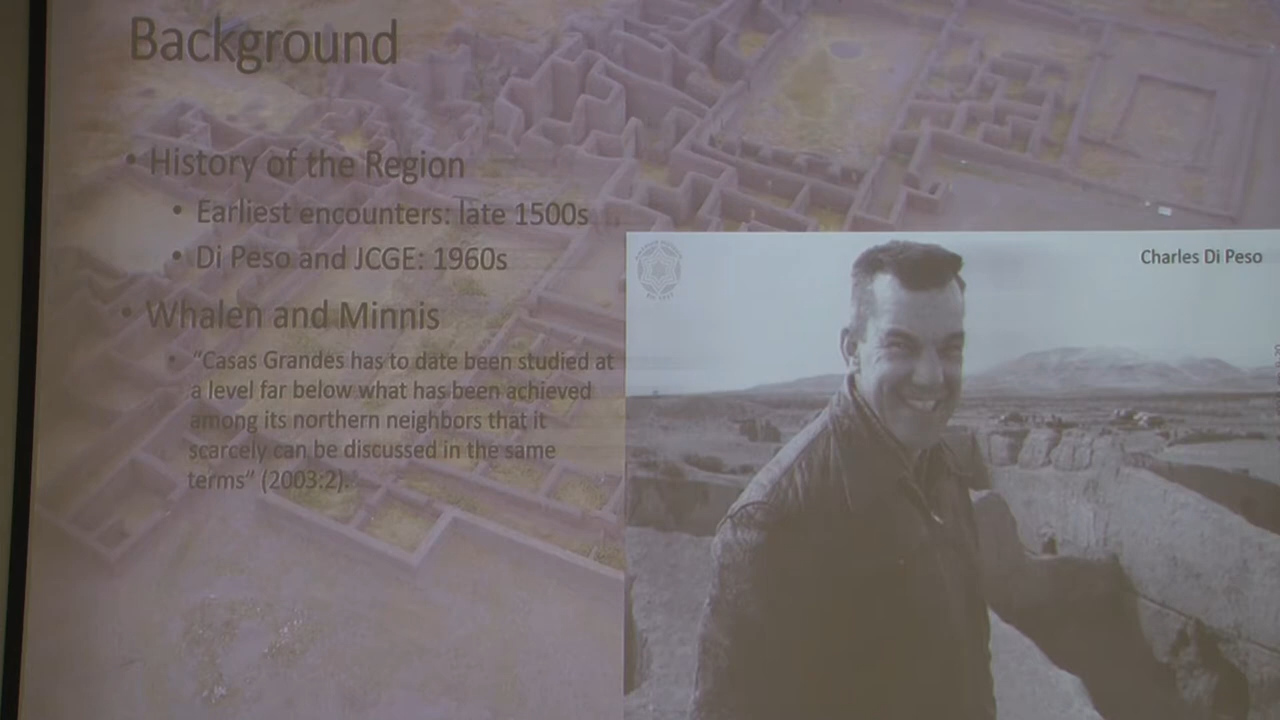 Background
• History of the Region
• Earliest encounters: late 1500s
• Di Peso and JCGE: 1960s
• Whalen and Minnis
• “Casas Grandes has to date been studied at
a level far below what has been achieved
among its northern neighbors that it
scarcely can be discussed in the same
terms” (2003:2).
Charles Di Peso